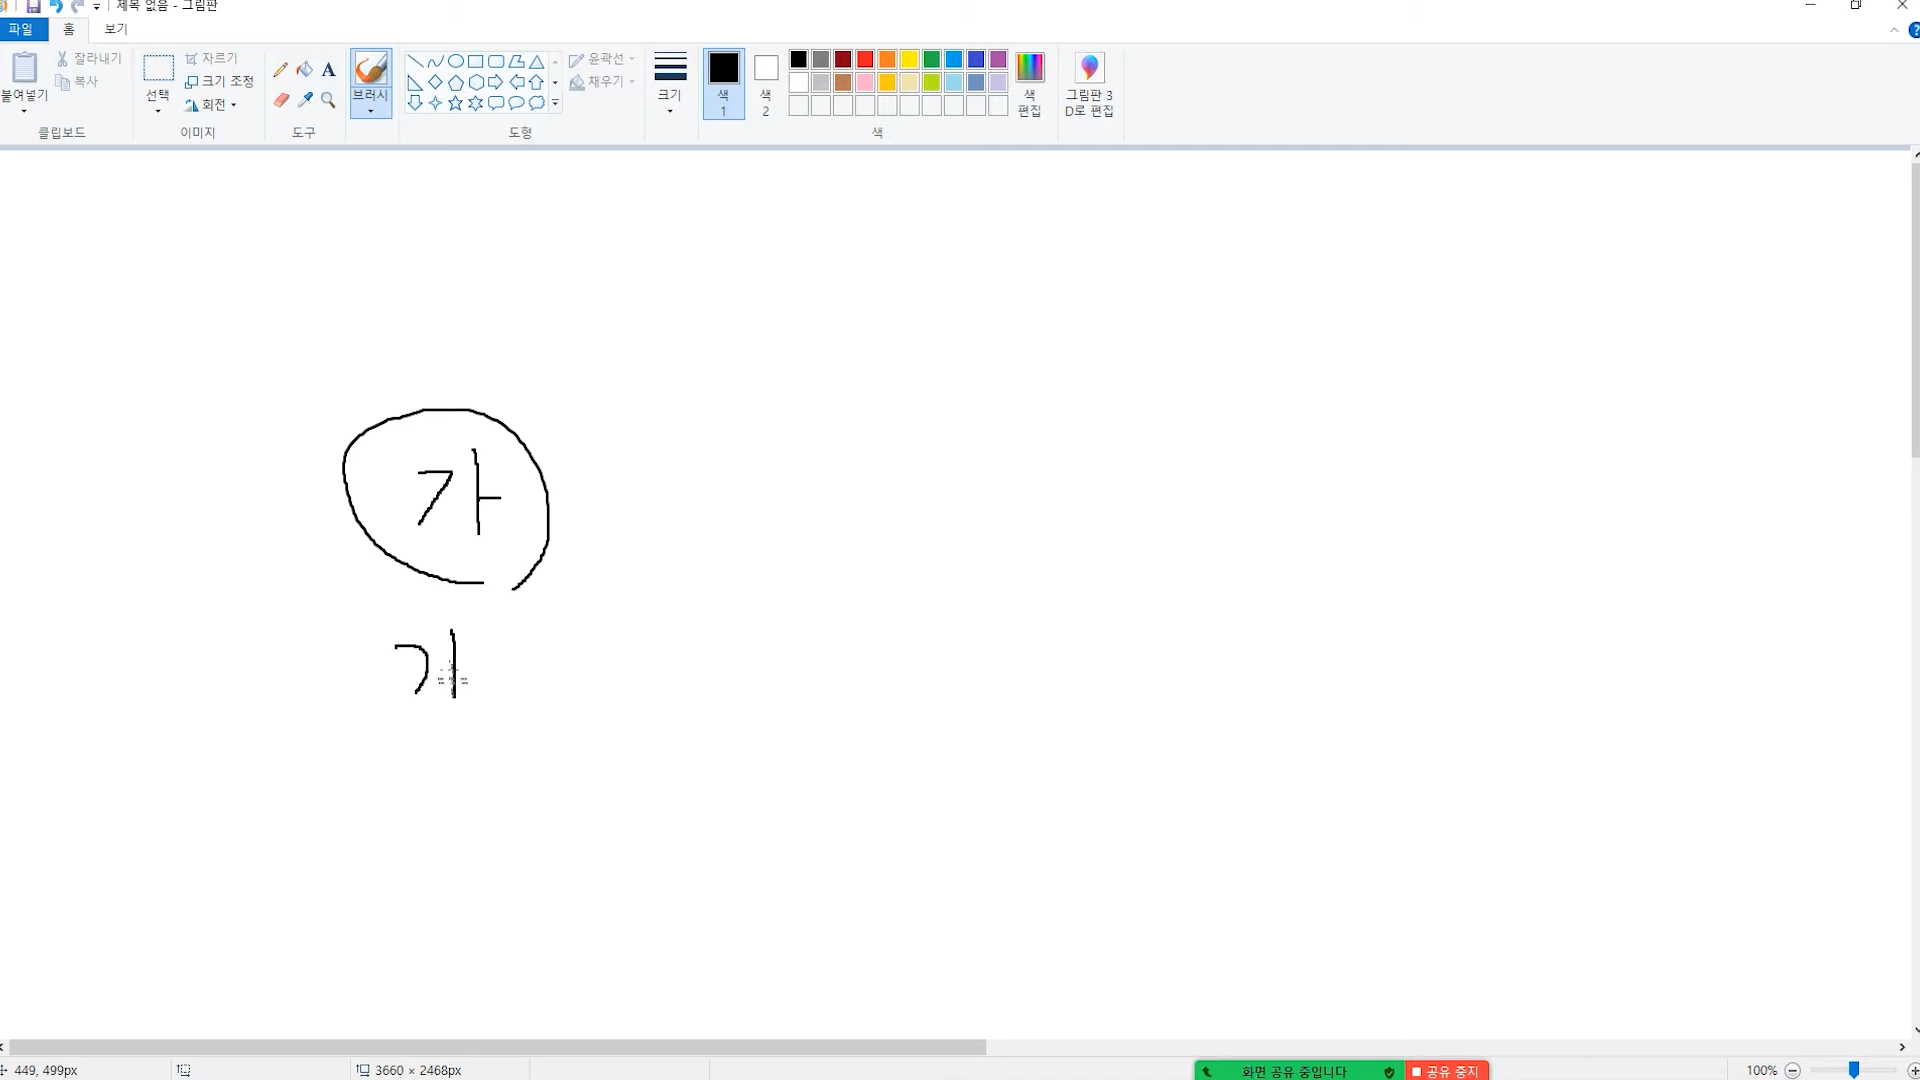 제목 없음 - 그림판
파일 홈 보기
붙여넣기 잘라내기 복사
선택 자르기 크기 조정 회전
브러시
윤곽선 채우기
크기
색 1
색 2
색 편집
그림판 3D로 편집
클립보드 이미지 도구 도형 색
가
기
449, 499px 3660 × 2468px 화면 공유 중입니다 공유 중지 100%